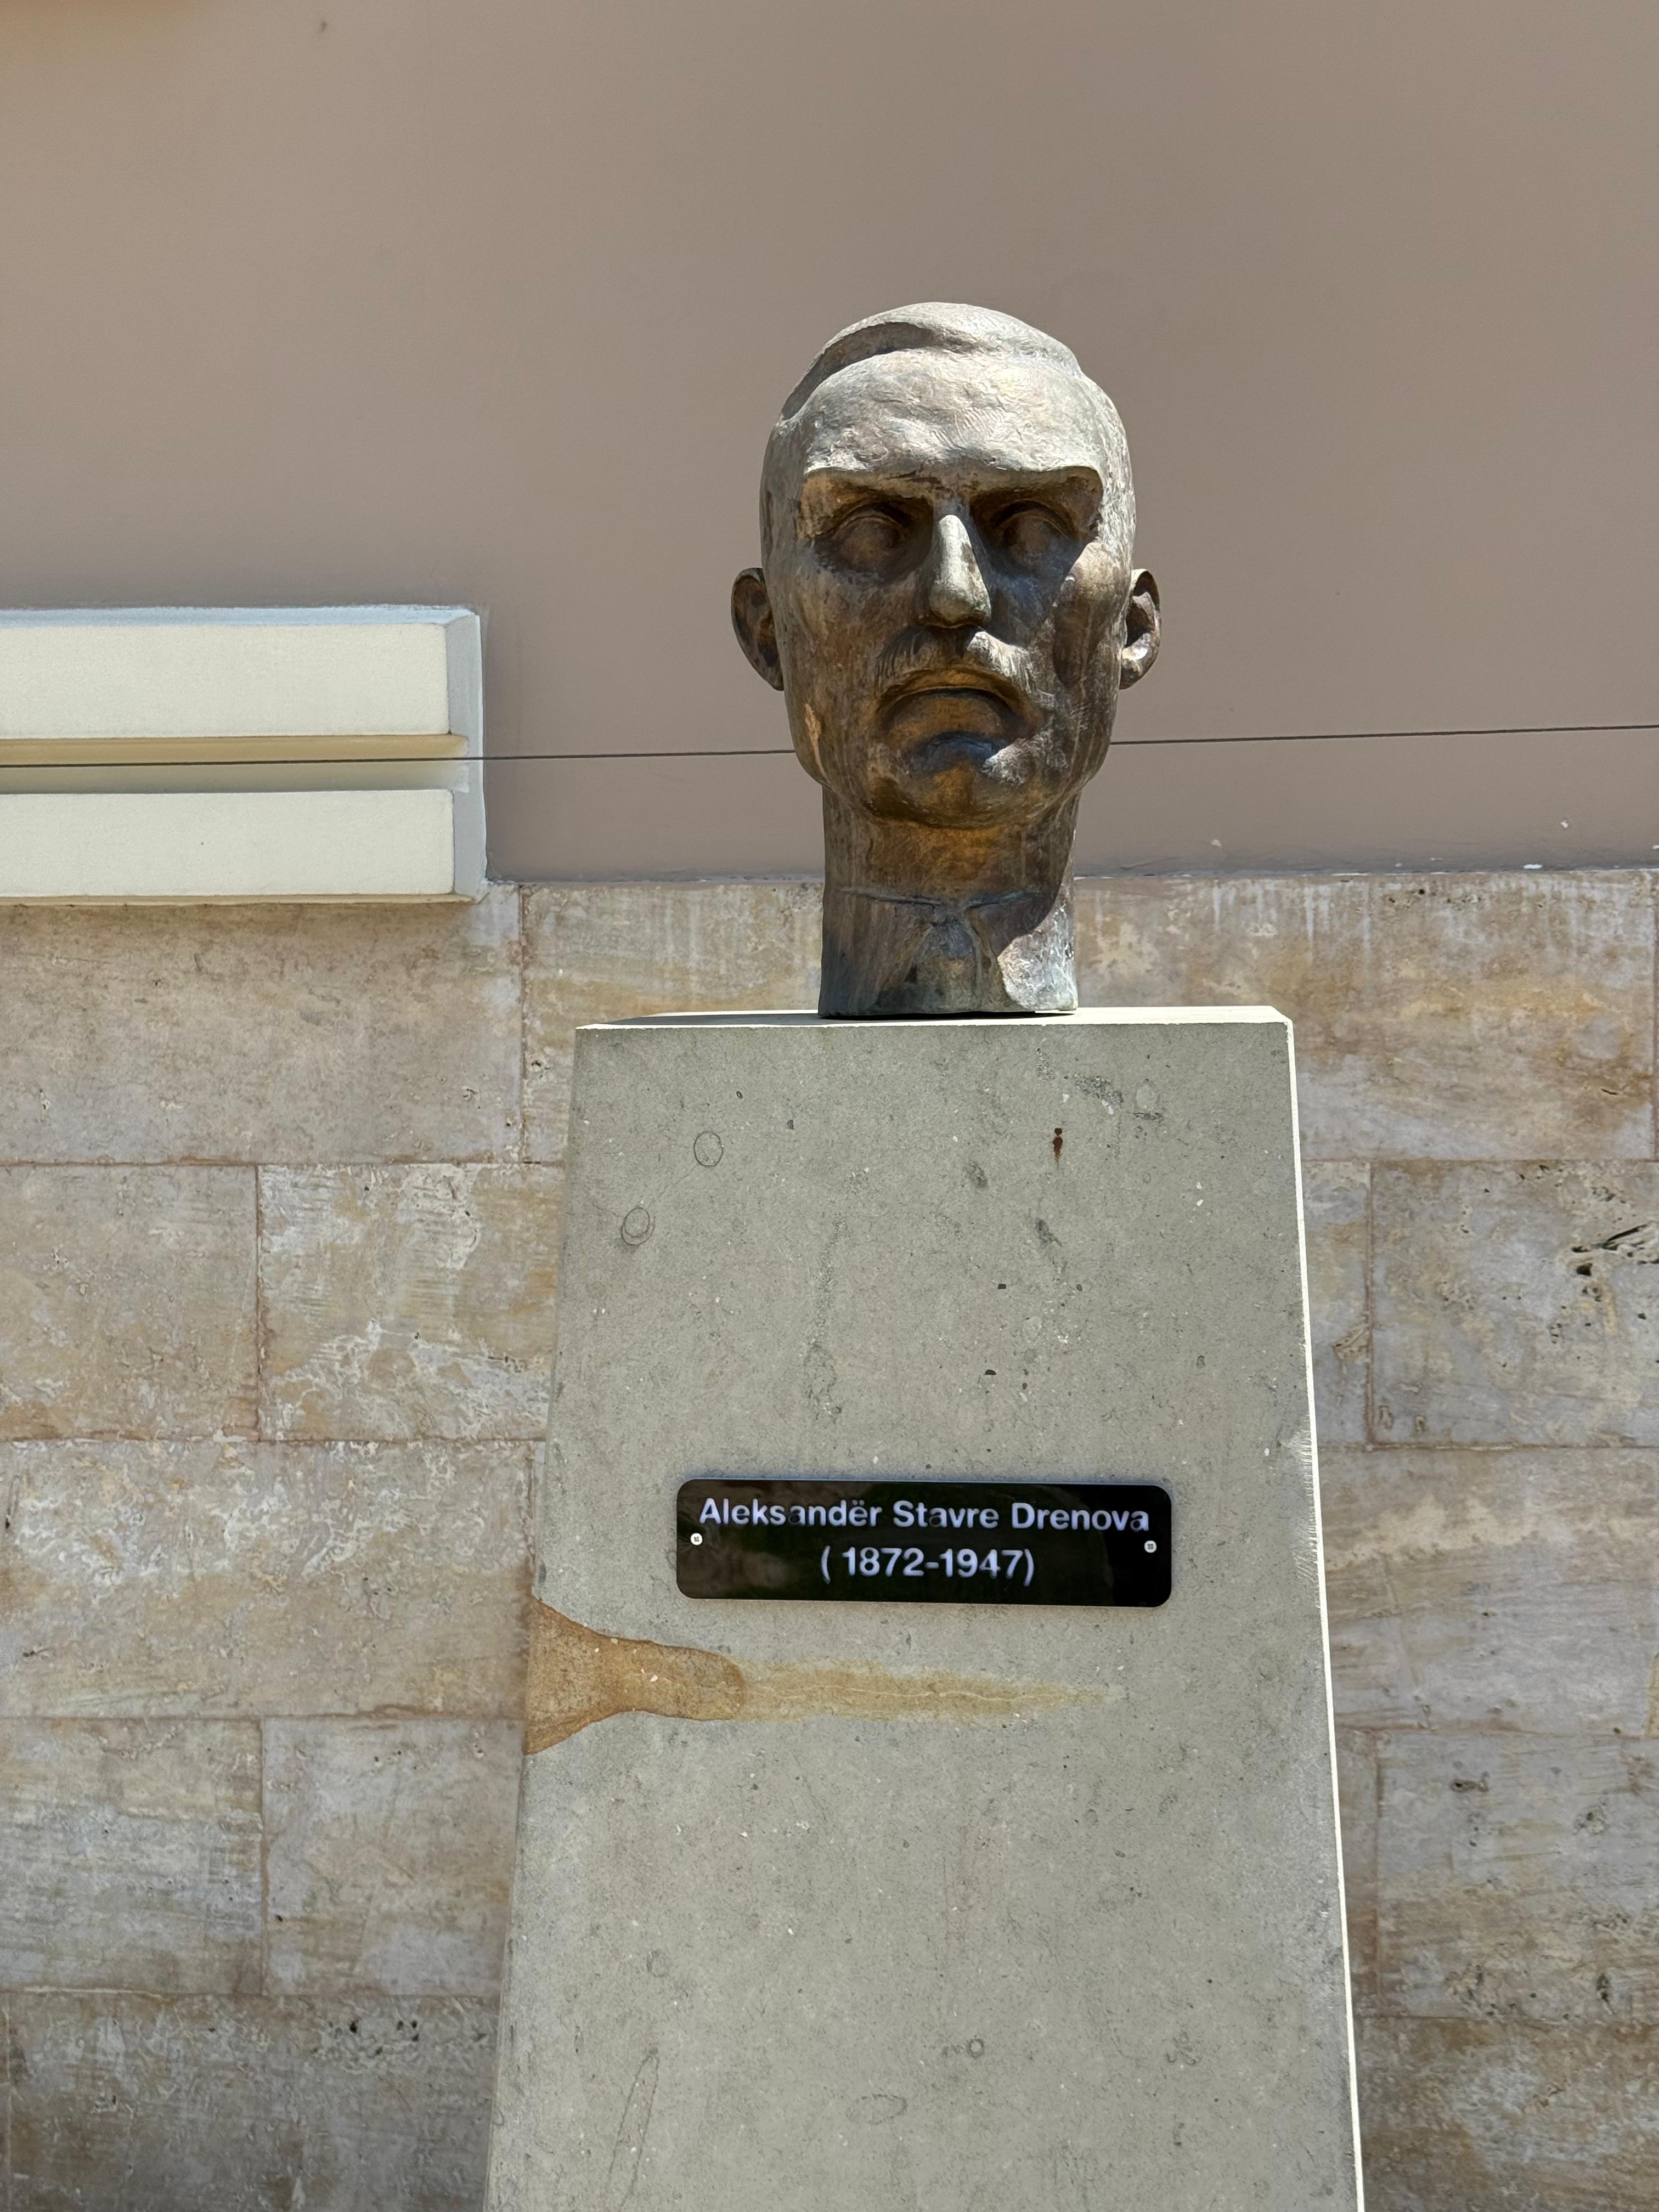 Aleksandër Stavre Drenova
( 1872-1947)